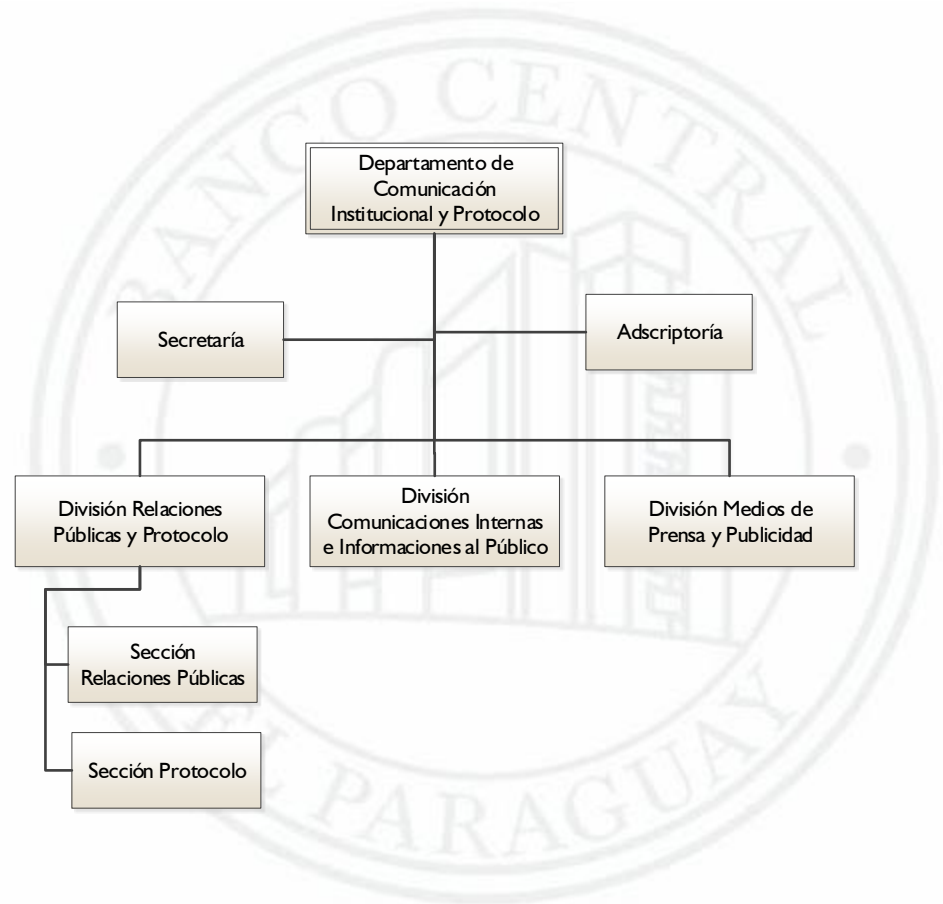 BANCO CENTRAL
Departamento de
Comunicación
Institucional y Protocolo
Secretaría
Adscriptoría
División Relaciones
Públicas y Protocolo
División
Comunicaciones Internas
e Informaciones al Público
División Medios de
Prensa y Publicidad
Sección
Relaciones Públicas
Sección Protocolo
EL PARAGUAY